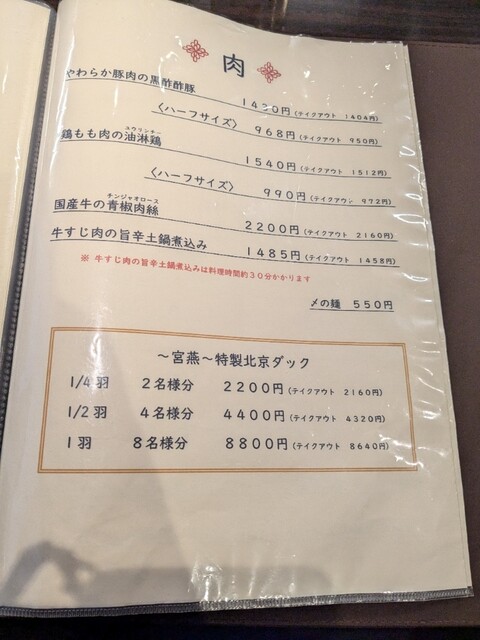 肉
やわらか豚肉の黒酢酢豚
1430円(テイクアウト 1404円)
〈ハーフサイズ〉 968円(テイクアウト 950円)
鶏もも肉の油淋鶏
ユウリンチー
1540円(テイクアウト 1512円)
〈ハーフサイズ〉 990円(テイクアウト 972円)
チンジャオロース
国産牛の青椒肉絲
2200円(テイクアウト 2160円)
牛すじ肉の旨辛土鍋煮込み 1485円(テイクアウト 1458円)
※ 牛すじ肉の旨辛土鍋煮込みは料理時間約30分かかります
〆の麺 550円
～宮燕～特製北京ダック
1/4羽 2名様分 2200円(テイクアウト 2160円)
1/2羽 4名様分 4400円(テイクアウト 4320円)
1羽 8名様分 8800円(テイクアウト 8640円)